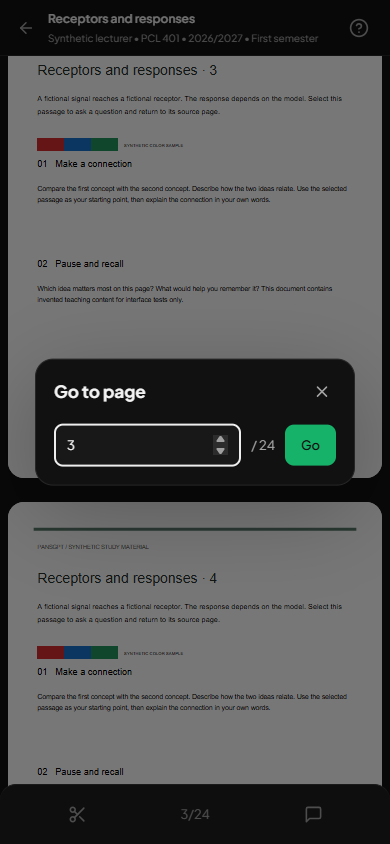 Receptors and responses
Synthetic lecturer • PCL 401 • 2026/2027 • First semester
Receptors and responses · 3
A fictional signal reaches a fictional receptor. The response depends on the model. Select this
passage to ask a question and return to its source page.
SYNTHETIC COLOR SAMPLE
01 Make a connection
Compare the first concept with the second concept. Describe how the two ideas relate. Use the selected
passage as your starting point, then explain the connection in your own words.
02 Pause and recall
Which idea matters most on this page? What would help you remember it? This document contains
invented teaching content for interface tests only.
Go to page
3 / 24 Go
PANSGPT / SYNTHETIC STUDY MATERIAL
Receptors and responses · 4
A fictional signal reaches a fictional receptor. The response depends on the model. Select this
passage to ask a question and return to its source page.
SYNTHETIC COLOR SAMPLE
01 Make a connection
Compare the first concept with the second concept. Describe how the two ideas relate. Use the selected
passage as your starting point, then explain the connection in your own words.
02 Pause and recall
3/24